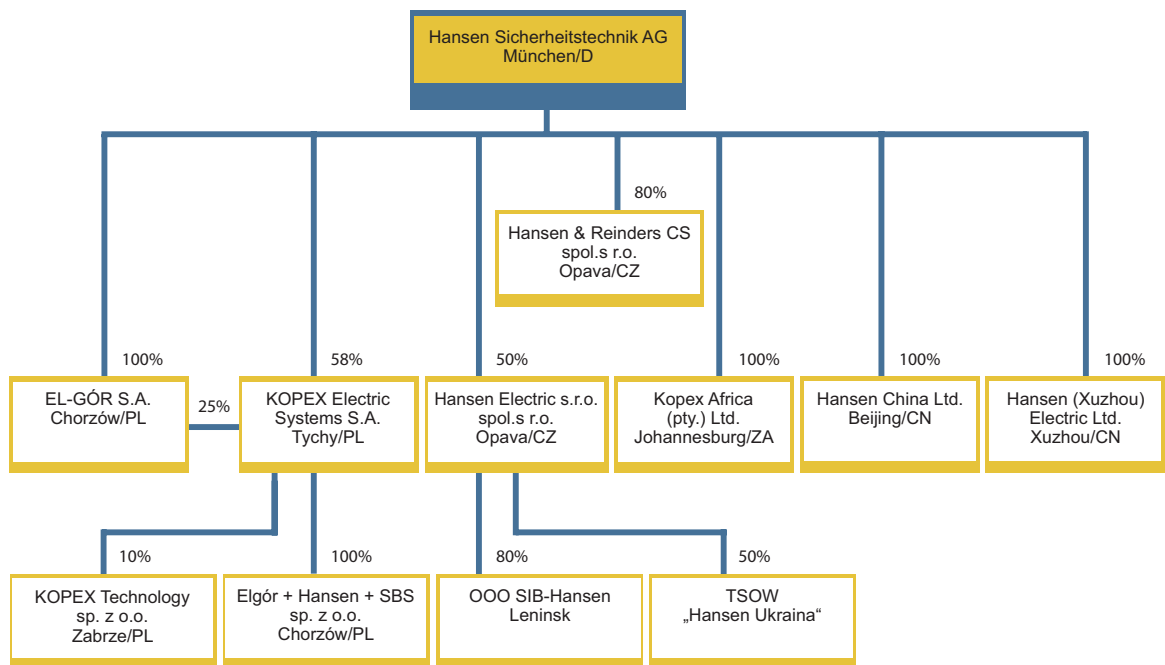 Hansen Sicherheitstechnik AG
München/D
80%
Hansen & Reinders CS
spol.s r.o.
Opava/CZ
100%
EL-GÓR S.A.
Chorzów/PL
25%
58%
KOPEX Electric
Systems S.A.
Tychy/PL
50%
Hansen Electric s.r.o.
spol.s r.o.
Opava/CZ
100%
Kopex Africa
(pty.) Ltd.
Johannesburg/ZA
100%
Hansen China Ltd.
Beijing/CN
100%
Hansen (Xuzhou)
Electric Ltd.
Xuzhou/CN
10%
KOPEX Technology
sp. z o.o.
Zabrze/PL
100%
Elgór + Hansen + SBS
sp. z o.o.
Chorzów/PL
80%
OOO SIB-Hansen
Leninsk
50%
TSOW
„Hansen Ukraina“